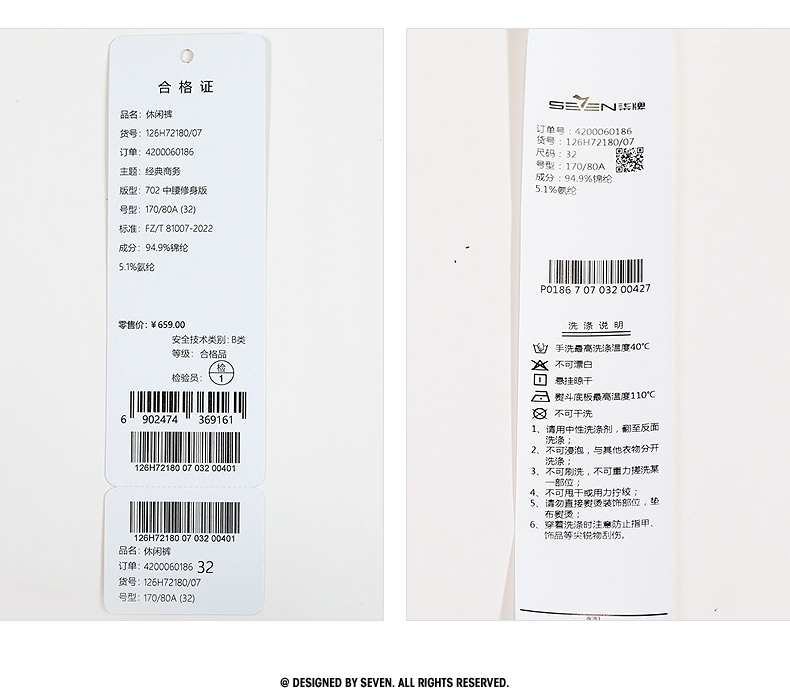 合格证
品名: 休闲裤
货号: 126H72180/07
订单: 4200060186
主题: 经典商务
版型: 702 中腰修身版
号型: 170/80A (32)
标准: FZ/T 81007-2022
成分: 94.9%锦纶
5.1%氨纶
零售价: ¥659.00
安全技术类别: B类
等级: 合格品
检验员: 检 1
6 902474 369161
126H72180 07 032 00401
126H72180 07 032 00401
品名: 休闲裤
订单: 4200060186 32
货号: 126H72180/07
号型: 170/80A (32)
SEVEN 柒牌
订单号: 4200060186
货号: 126H72180/07
尺码: 32
号型: 170/80A
成分: 94.9%锦纶
5.1%氨纶
P0186 7 07 032 00427
洗涤说明
手洗最高洗涤温度40℃
不可漂白
悬挂晾干
熨斗底板最高温度110℃
不可干洗
1、请用中性洗涤剂，翻至反面
洗涤；
2、不可浸泡，与其他衣物分开
洗涤；
3、不可刷洗，不可重力搓洗某
一部位；
4、不可甩干或用力拧绞；
5、请勿直接熨烫装饰部位，垫
布熨烫；
6、穿着洗涤时注意防止指甲、
饰品等尖锐物刮伤。
@ DESIGNED BY SEVEN. ALL RIGHTS RESERVED.